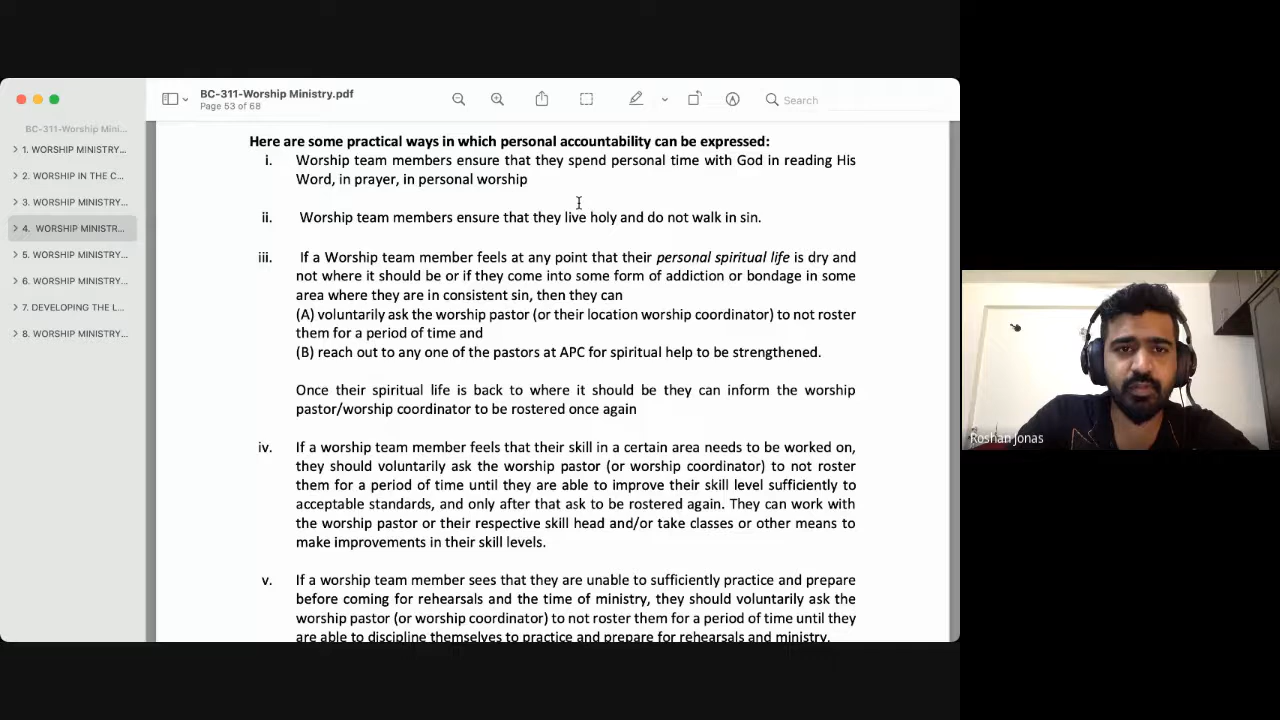 BC-311-Worship Ministry.pdf
Page 53 of 68
Search
BC-311-Worship Mini...
1. WORSHIP MINISTRY...
2. WORSHIP IN THE C...
3. WORSHIP MINISTRY...
4. WORSHIP MINISTR...
5. WORSHIP MINISTRY...
6. WORSHIP MINISTRY...
7. DEVELOPING THE L...
8. WORSHIP MINISTRY...
Here are some practical ways in which personal accountability can be expressed:
i. Worship team members ensure that they spend personal time with God in reading His
Word, in prayer, in personal worship
ii. Worship team members ensure that they live holy and do not walk in sin.
iii. If a Worship team member feels at any point that their personal spiritual life is dry and
not where it should be or if they come into some form of addiction or bondage in some
area where they are in consistent sin, then they can
(A) voluntarily ask the worship pastor (or their location worship coordinator) to not roster
them for a period of time and
(B) reach out to any one of the pastors at APC for spiritual help to be strengthened.
Once their spiritual life is back to where it should be they can inform the worship
pastor/worship coordinator to be rostered once again
iv. If a worship team member feels that their skill in a certain area needs to be worked on,
they should voluntarily ask the worship pastor (or worship coordinator) to not roster
them for a period of time until they are able to improve their skill level sufficiently to
acceptable standards, and only after that ask to be rostered again. They can work with
the worship pastor or their respective skill head and/or take classes or other means to
make improvements in their skill levels.
v. If a worship team member sees that they are unable to sufficiently practice and prepare
before coming for rehearsals and the time of ministry, they should voluntarily ask the
worship pastor (or worship coordinator) to not roster them for a period of time until they
are able to discipline themselves to practice and prepare for rehearsals and ministry.
Roshan Jonas